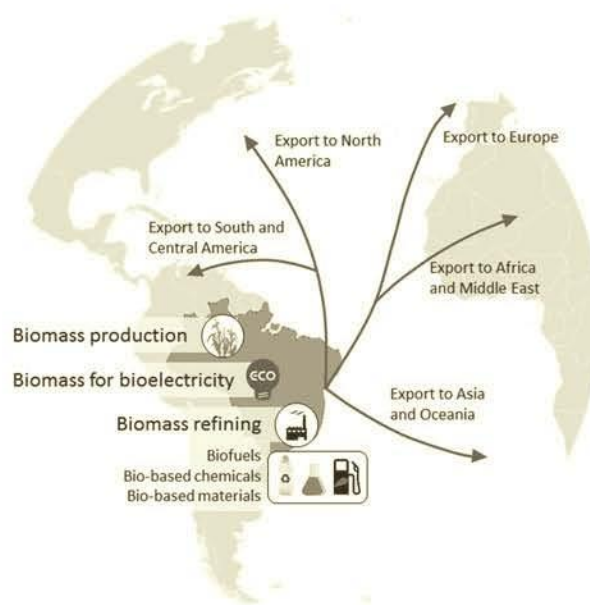 Export to North
America
Export to Europe
Export to South and
Central America
Export to Africa
and Middle East
Biomass production
Biomass for bioelectricity
ECO
Export to Asia
and Oceania
Biomass refining
Biofuels
Bio-based chemicals
Bio-based materials